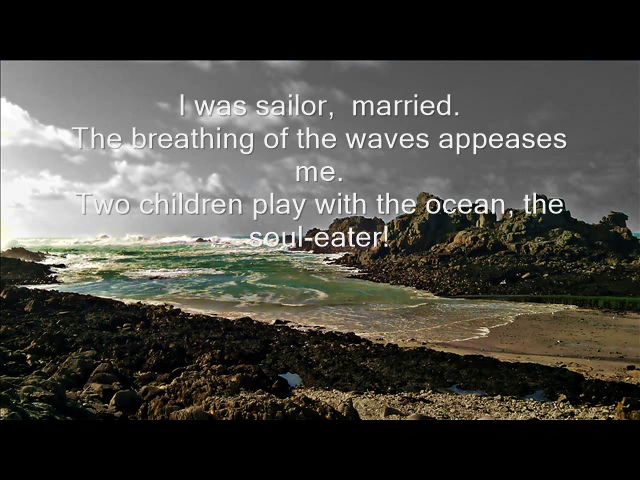 I was sailor,  married.
The breathing of the waves appeases
me.
Two children play with the ocean, the
soul-eater!